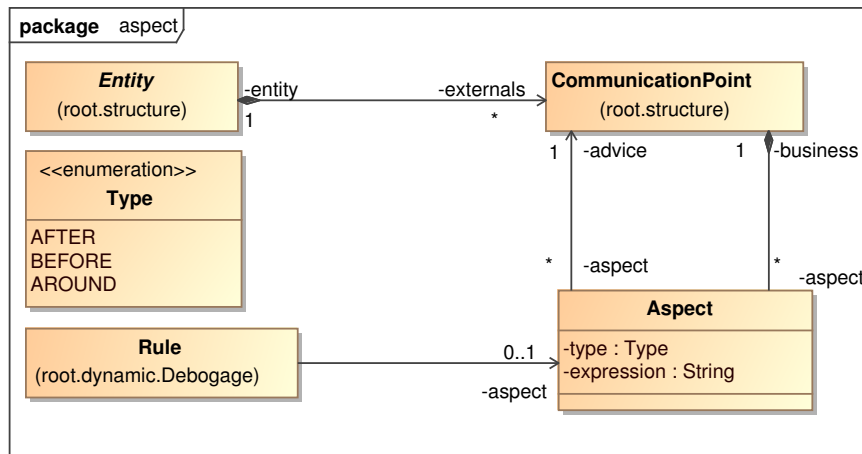 package aspect
Entity
(root.structure)
-entity
1
-externals
*
CommunicationPoint
(root.structure)
<<enumeration>>
Type
AFTER
BEFORE
AROUND
1
-advice
1
-business
*
-aspect
*
-aspect
Rule
(root.dynamic.Debogage)
0..1
-aspect
Aspect
-type : Type
-expression : String